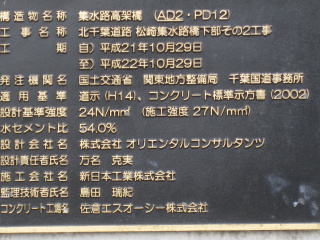 構造物名称 集水路高架橋 (AD2・PD12)
工事名称 北千葉道路 松崎集水路橋下部その2工事
工期 自)平成21年10月29日
至)平成22年10月29日
発注機関名 国土交通省 関東地方整備局 千葉国道事務所
適用基準 道示(H14)、コンクリート標準示方書(2002)
設計基準強度 24N/mm² (施工強度 27N/mm²)
水セメント比 54.0%
設計会社名 株式会社 オリエンタルコンサルタンツ
設計責任者氏名 万名 克実
施工会社名 新日本工業株式会社
監理技術者氏名 島田 瑞紀
コンクリート工場名 佐倉エスオーシー株式会社